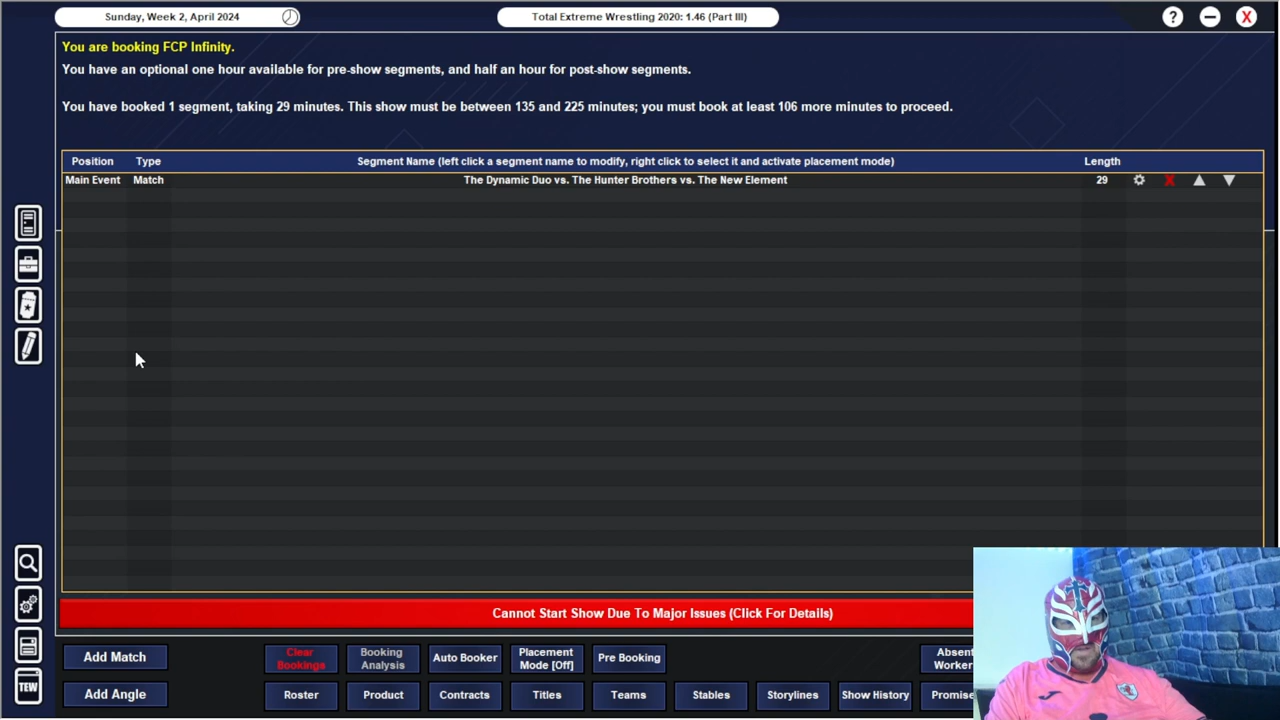 Sunday, Week 2, April 2024
Total Extreme Wrestling 2020: 1.46 (Part III)
?
X
You are booking FCP Infinity.
You have an optional one hour available for pre-show segments, and half an hour for post-show segments.
You have booked 1 segment, taking 29 minutes. This show must be between 135 and 225 minutes; you must book at least 106 more minutes to proceed.
Position Type Segment Name (left click a segment name to modify, right click to select it and activate placement mode) Length
Main Event Match The Dynamic Duo vs. The Hunter Brothers vs. The New Element 29 X
Cannot Start Show Due To Major Issues (Click For Details)
Add Match
Clear Bookings
Booking Analysis
Auto Booker
Placement Mode [Off]
Pre Booking
Absent
Worker
TEW
Add Angle
Roster
Product
Contracts
Titles
Teams
Stables
Storylines
Show History
Promise